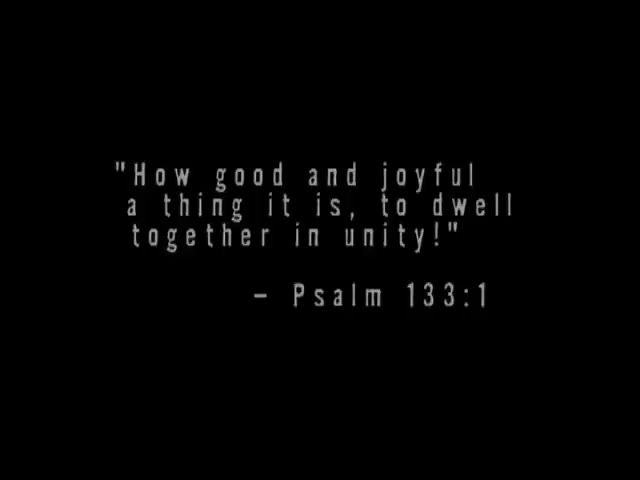 "How good and joyful
a thing it is, to dwell
together in unity!"
– Psalm 133:1